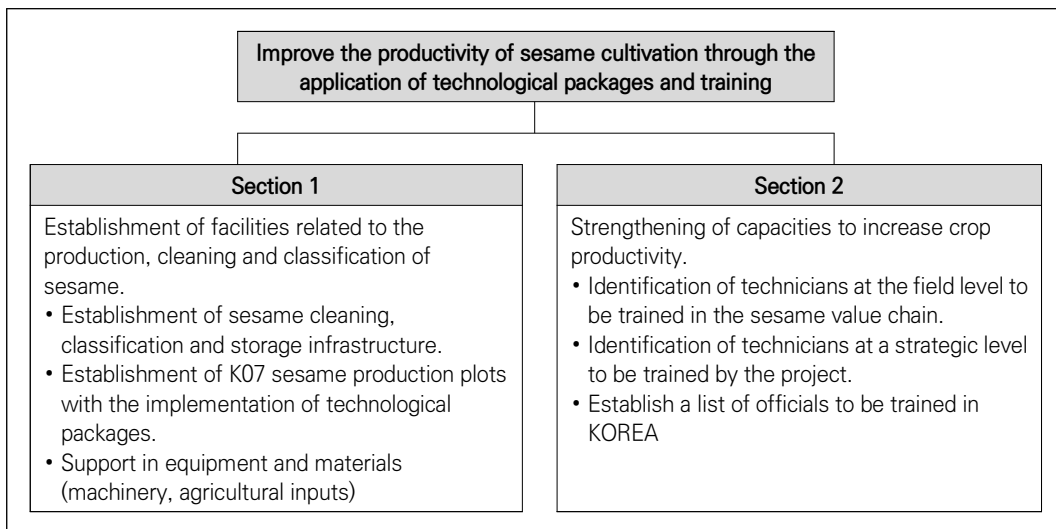 Improve the productivity of sesame cultivation through the
application of technological packages and training
Section 1
Establishment of facilities related to the
production, cleaning and classification of
sesame.
• Establishment of sesame cleaning,
classification and storage infrastructure.
• Establishment of K07 sesame production plots
with the implementation of technological
packages.
• Support in equipment and materials
(machinery, agricultural inputs)
Section 2
Strengthening of capacities to increase crop
productivity.
• Identification of technicians at the field level to
be trained in the sesame value chain.
• Identification of technicians at a strategic level
to be trained by the project.
• Establish a list of officials to be trained in
KOREA